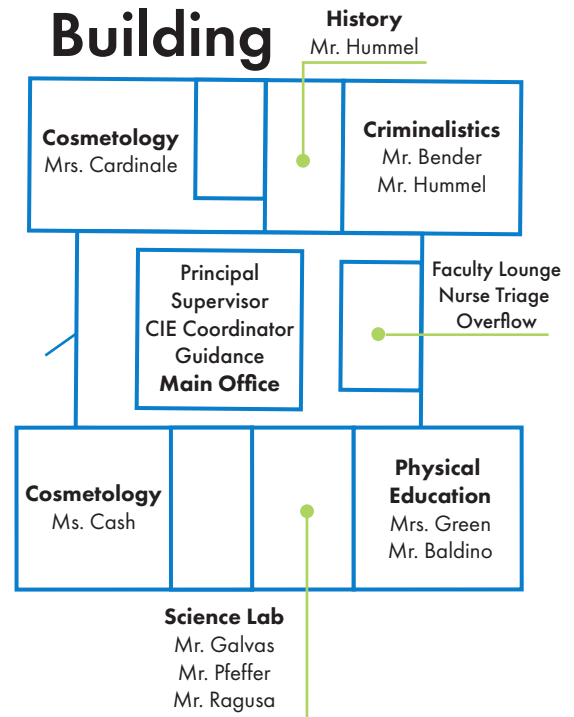 Building
History
Mr. Hummel
Cosmetology
Mrs. Cardinale
Criminalistics
Mr. Bender
Mr. Hummel
Principal
Supervisor
CIE Coordinator
Guidance
Main Office
Faculty Lounge
Nurse Triage
Overflow
Cosmetology
Ms. Cash
Physical
Education
Mrs. Green
Mr. Baldino
Science Lab
Mr. Galvas
Mr. Pfeffer
Mr. Ragusa